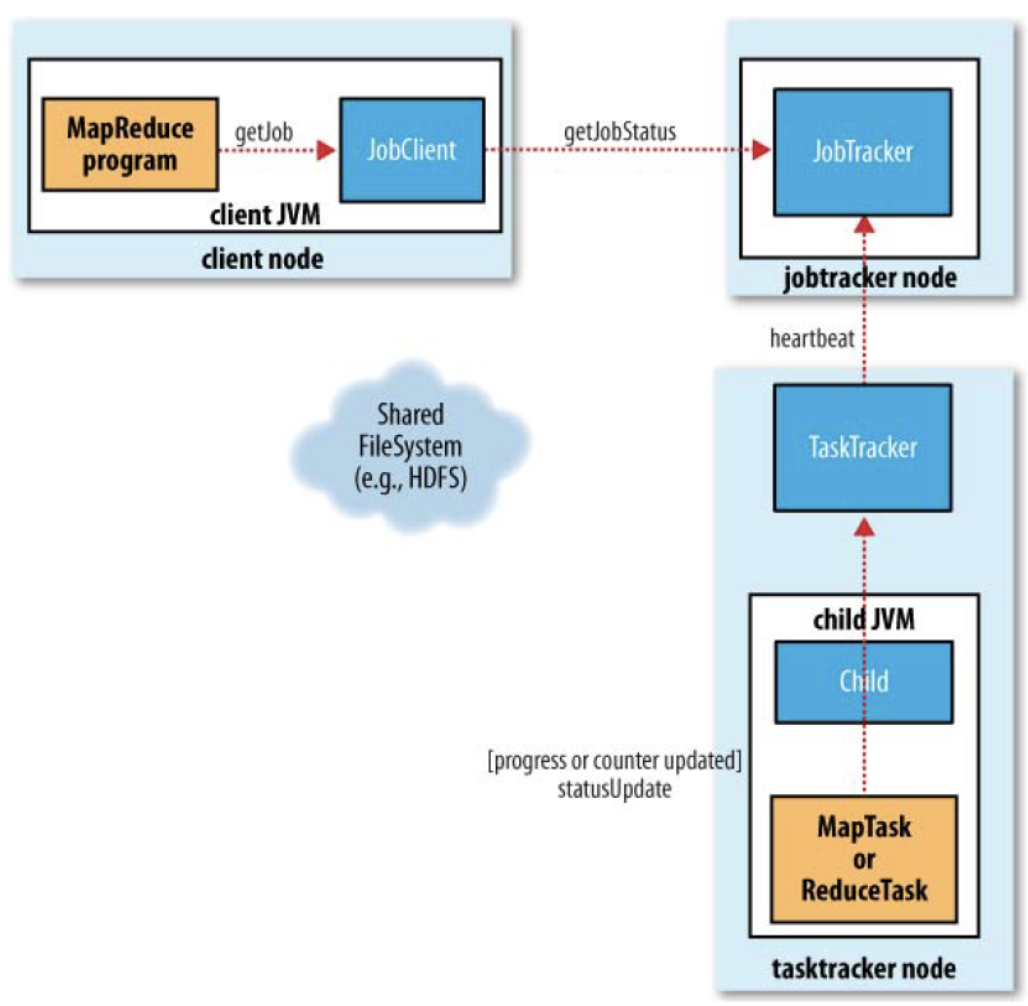 MapReduce
program
getJob
JobClient
client JVM
client node
getJobStatus
JobTracker
jobtracker node
heartbeat
Shared
FileSystem
(e.g., HDFS)
TaskTracker
child JVM
Child
[progress or counter updated]
statusUpdate
MapTask
or
ReduceTask
tasktracker node